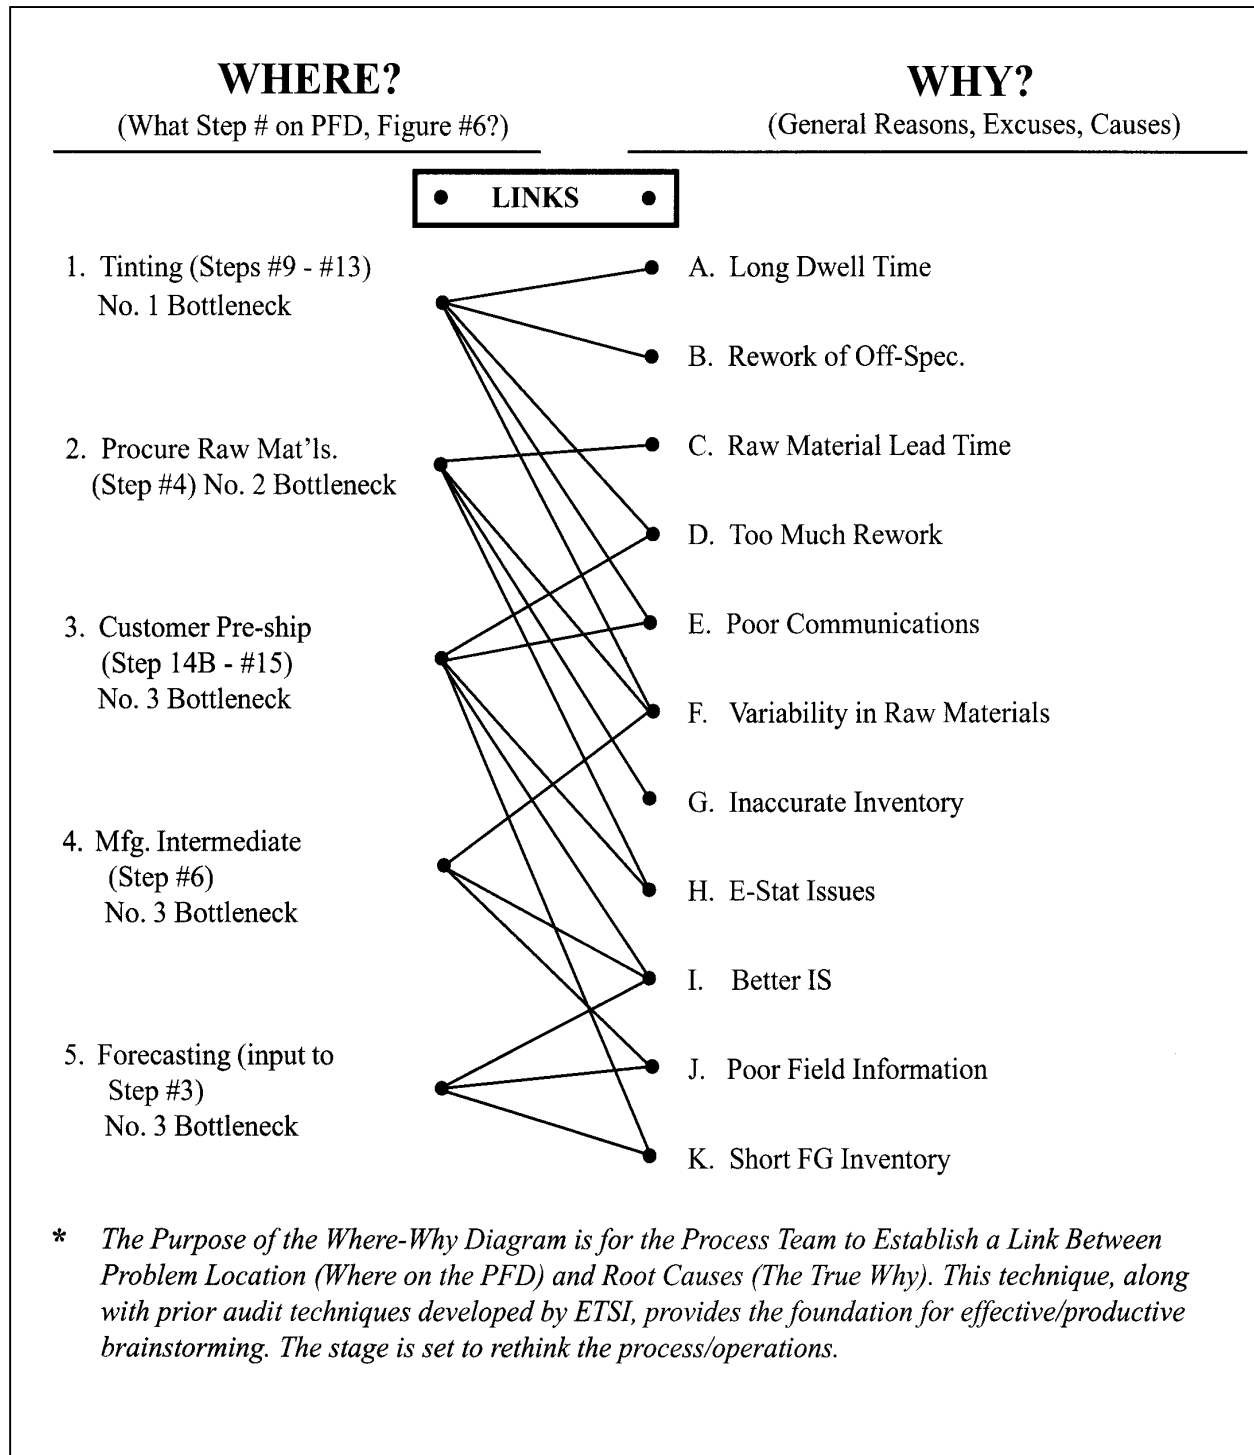 WHERE?
(What Step # on PFD, Figure #6?)
WHY?
(General Reasons, Excuses, Causes)
• LINKS •
1. Tinting (Steps #9 - #13)
No. 1 Bottleneck
2. Procure Raw Mat’ls.
(Step #4) No. 2 Bottleneck
3. Customer Pre-ship
(Step 14B - #15)
No. 3 Bottleneck
4. Mfg. Intermediate
(Step #6)
No. 3 Bottleneck
5. Forecasting (input to
Step #3)
No. 3 Bottleneck
A. Long Dwell Time
B. Rework of Off-Spec.
C. Raw Material Lead Time
D. Too Much Rework
E. Poor Communications
F. Variability in Raw Materials
G. Inaccurate Inventory
H. E-Stat Issues
I. Better IS
J. Poor Field Information
K. Short FG Inventory
* The Purpose of the Where-Why Diagram is for the Process Team to Establish a Link Between
Problem Location (Where on the PFD) and Root Causes (The True Why). This technique, along
with prior audit techniques developed by ETSI, provides the foundation for effective/productive
brainstorming. The stage is set to rethink the process/operations.